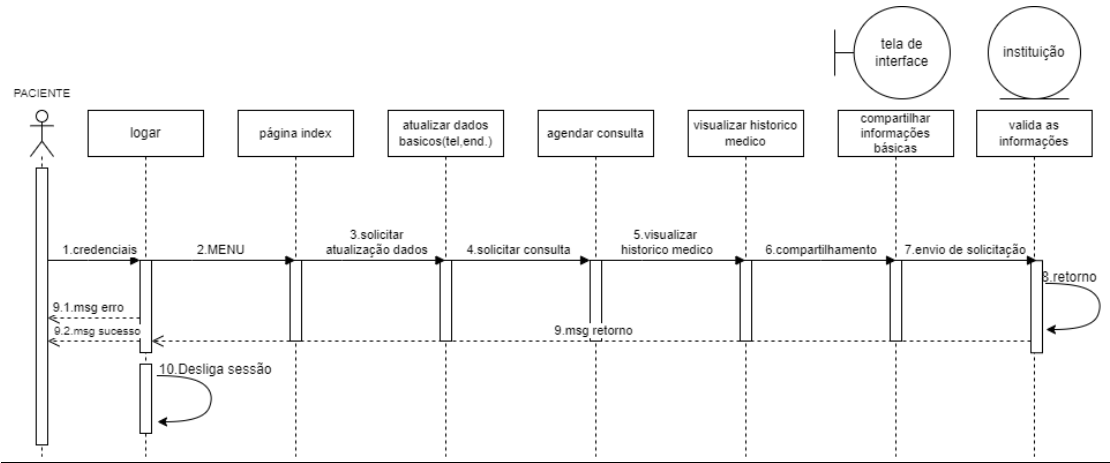 tela de
interface
instituição
PACIENTE
logar
página index
atualizar dados
basicos(tel,end.)
agendar consulta
visualizar historico
medico
compartilhar
informações
básicas
valida as
informações
1.credenciais
2.MENU
3.solicitar
atualização dados
4.solicitar consulta
5.visualizar
historico medico
6.compartilhamento
7.envio de solicitação
8.retorno
9.1.msg erro
9.2.msg sucesso
9.msg retorno
10.Desliga sessão